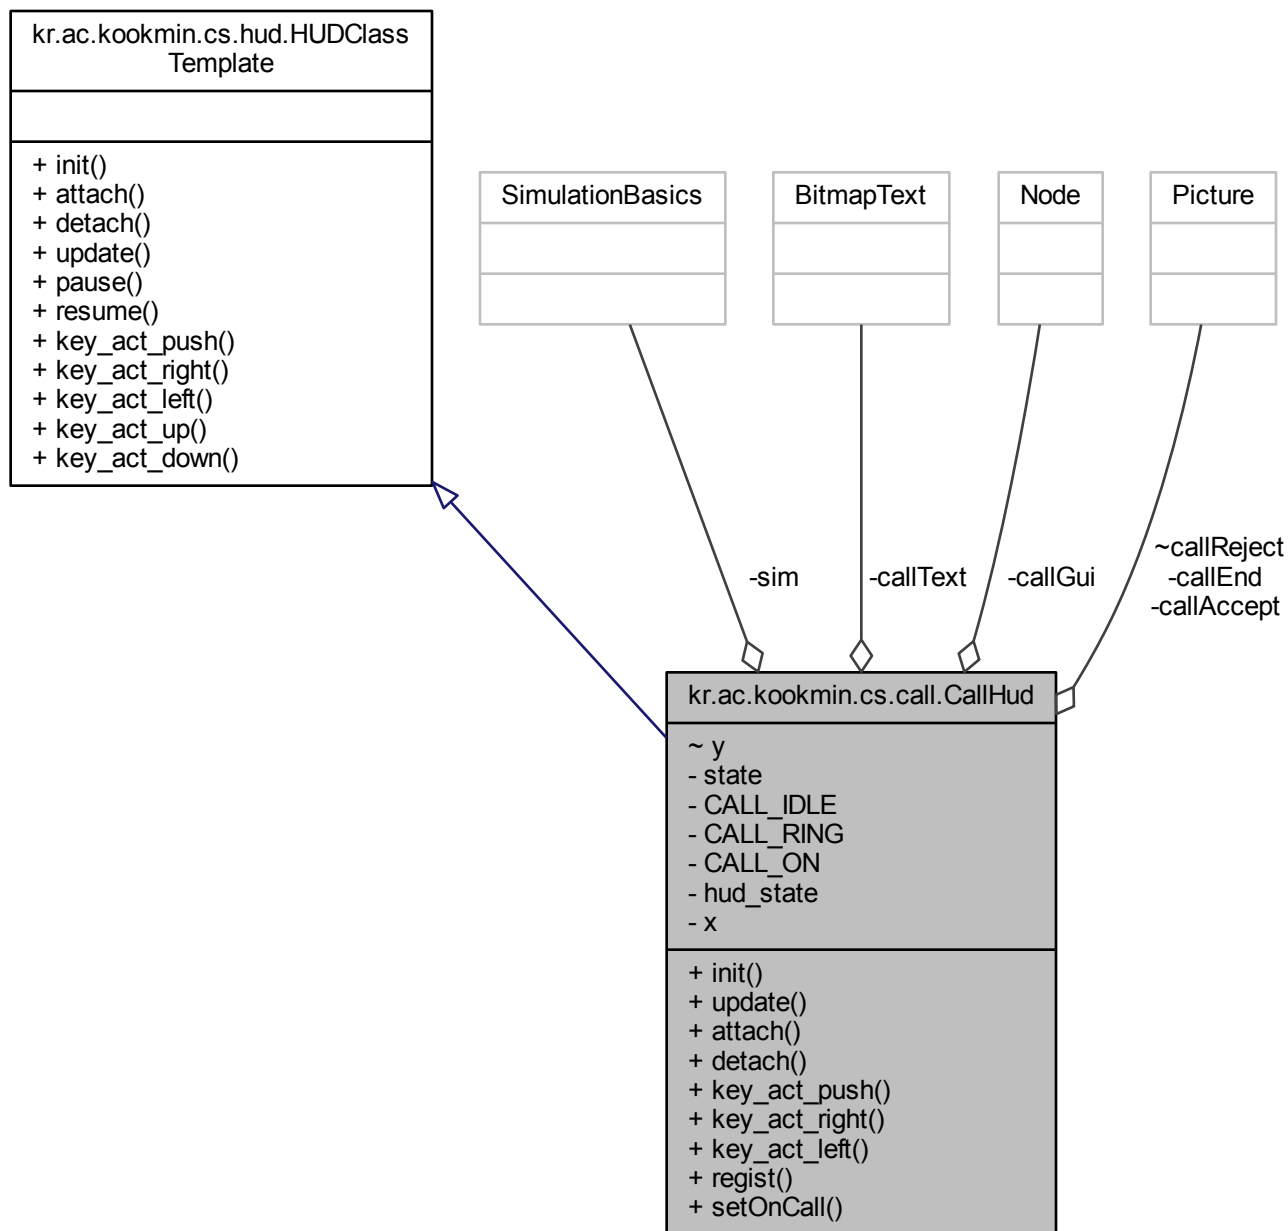 kr.ac.kookmin.cs.hud.HUDClass
Template
+ init()
+ attach()
+ detach()
+ update()
+ pause()
+ resume()
+ key_act_push()
+ key_act_right()
+ key_act_left()
+ key_act_up()
+ key_act_down()
SimulationBasics
BitmapText
Node
Picture
-sim
-callText
-callGui
~callReject
-callEnd
-callAccept
kr.ac.kookmin.cs.call.CallHud
~ y
- state
- CALL_IDLE
- CALL_RING
- CALL_ON
- hud_state
- x
+ init()
+ update()
+ attach()
+ detach()
+ key_act_push()
+ key_act_right()
+ key_act_left()
+ regist()
+ setOnCall()